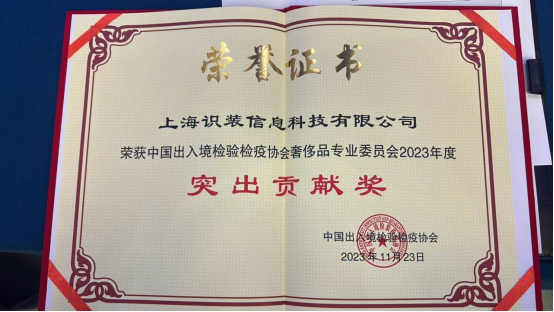 荣誉证书
上海识装信息科技有限公司
荣获中国出入境检验检疫协会奢侈品专业委员会2023年度
突出贡献奖
中国出入境检验检疫协会
2023年11月23日